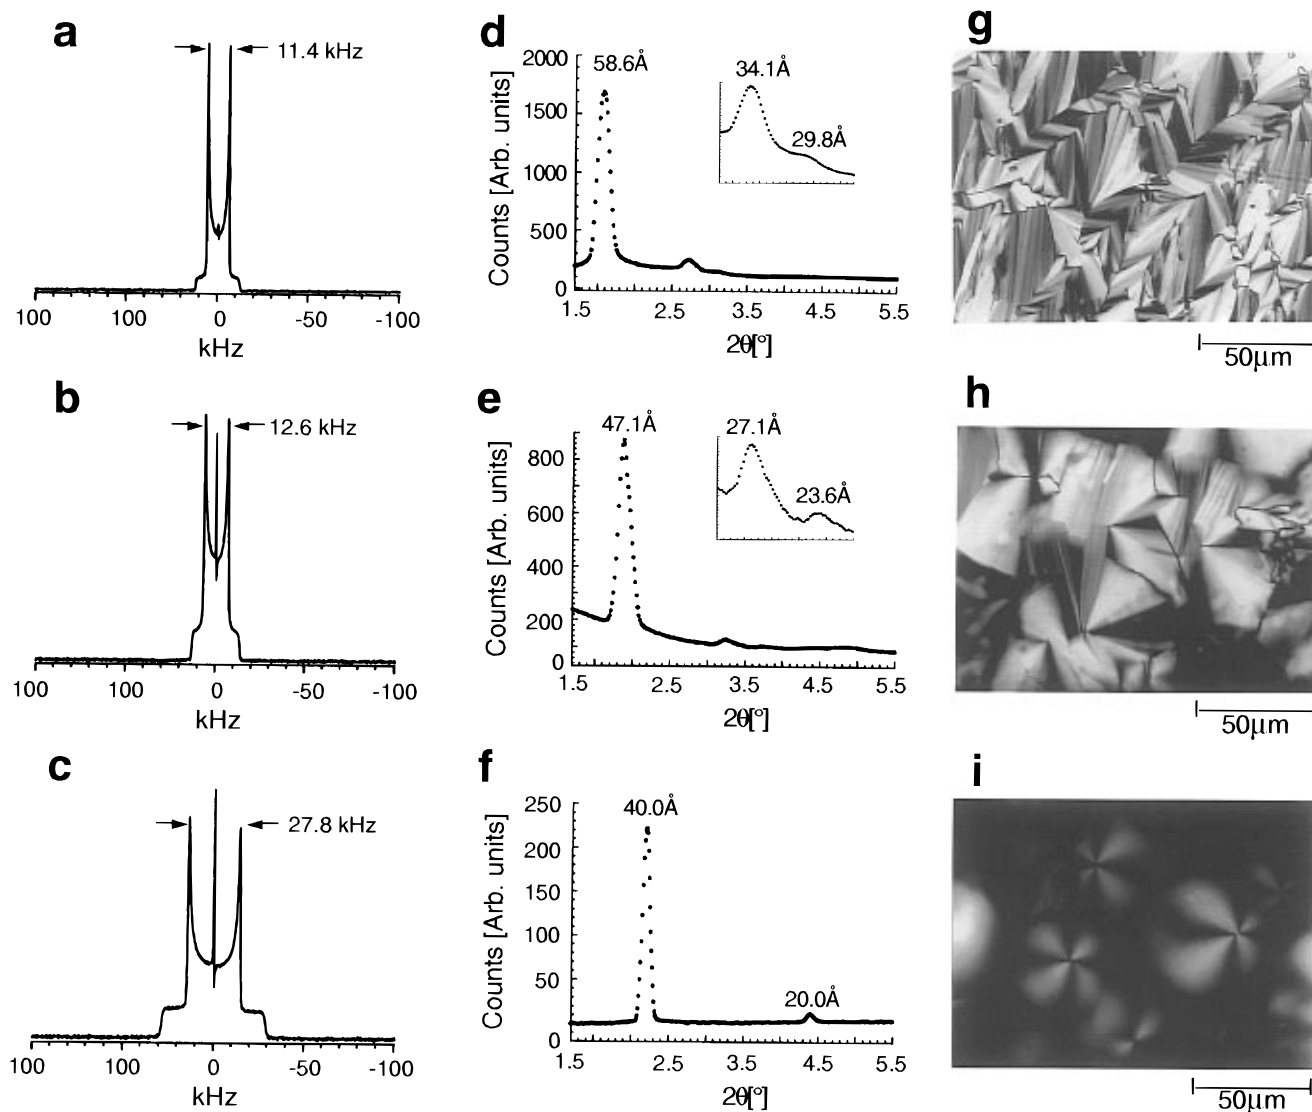 a
11.4 kHz
100 100 0 -50 -100
kHz
d
2000
1500
1000
500
0
Counts [Arb. units]
58.6Å
34.1Å
29.8Å
1.5 2.5 3.5 4.5 5.5
2θ[°]
g
50μm
b
12.6 kHz
100 100 0 -50 -100
kHz
e
800
600
400
200
0
Counts [Arb. units]
47.1Å
27.1Å
23.6Å
1.5 2.5 3.5 4.5 5.5
2θ[°]
h
50μm
c
27.8 kHz
100 100 0 -50 -100
kHz
f
250
200
150
100
50
0
Counts [Arb. units]
40.0Å
20.0Å
1.5 2.5 3.5 4.5 5.5
2θ[°]
i
50μm